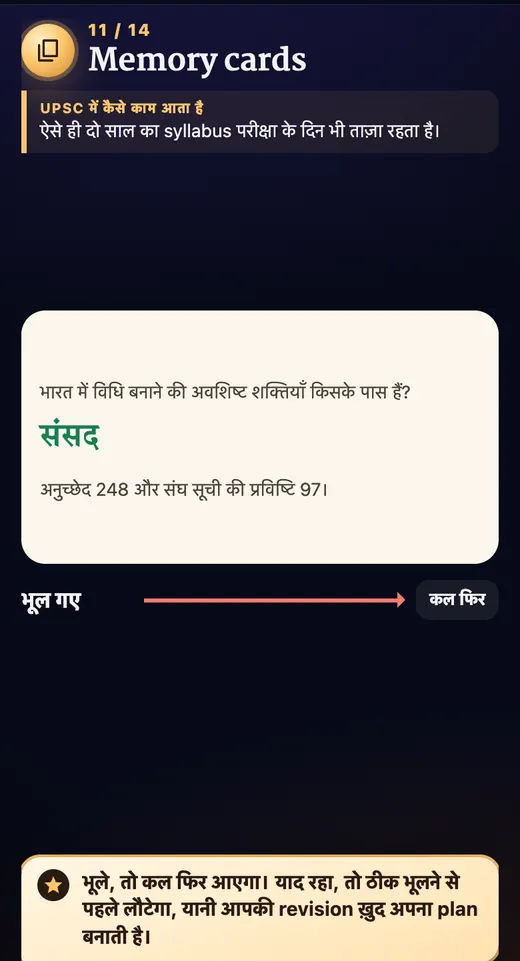 11 / 14
Memory cards
UPSC में कैसे काम आता है
ऐसे ही दो साल का syllabus परीक्षा के दिन भी ताज़ा रहता है।
भारत में विधि बनाने की अवशिष्ट शक्तियाँ किसके पास हैं?
संसद
अनुच्छेद 248 और संघ सूची की प्रविष्टि 97।
भूल गए
कल फिर
भूले, तो कल फिर आएगा। याद रहा, तो ठीक भूलने से
पहले लौटेगा, यानी आपकी revision ख़ुद अपना plan
बनाती है।